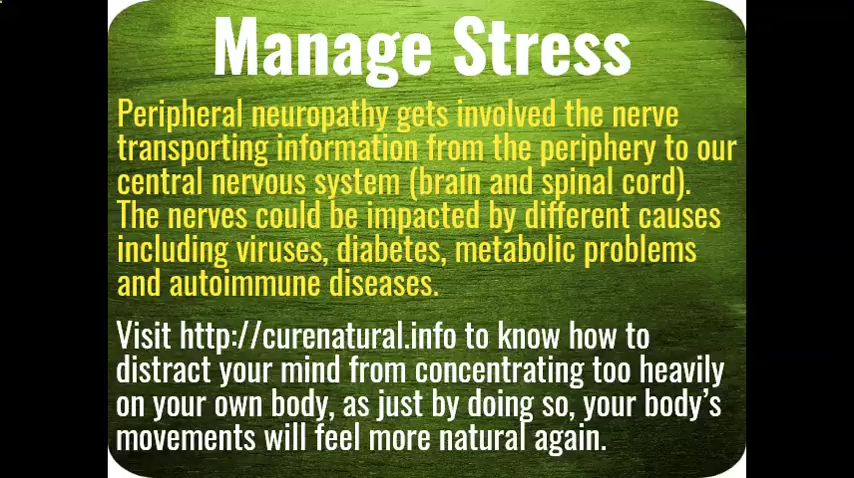 Manage Stress
Peripheral neuropathy gets involved the nerve
transporting information from the periphery to our
central nervous system (brain and spinal cord).
The nerves could be impacted by different causes
including viruses, diabetes, metabolic problems
and autoimmune diseases.
Visit http://curenatural.info to know how to
distract your mind from concentrating too heavily
on your own body, as just by doing so, your body’s
movements will feel more natural again.